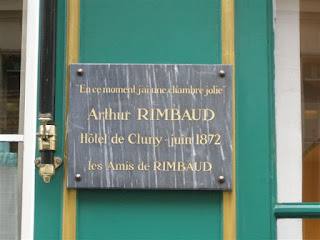 "En ce moment, j'ai une chambre jolie"
Arthur RIMBAUD
Hôtel de Cluny - juin 1872
les Amis de RIMBAUD